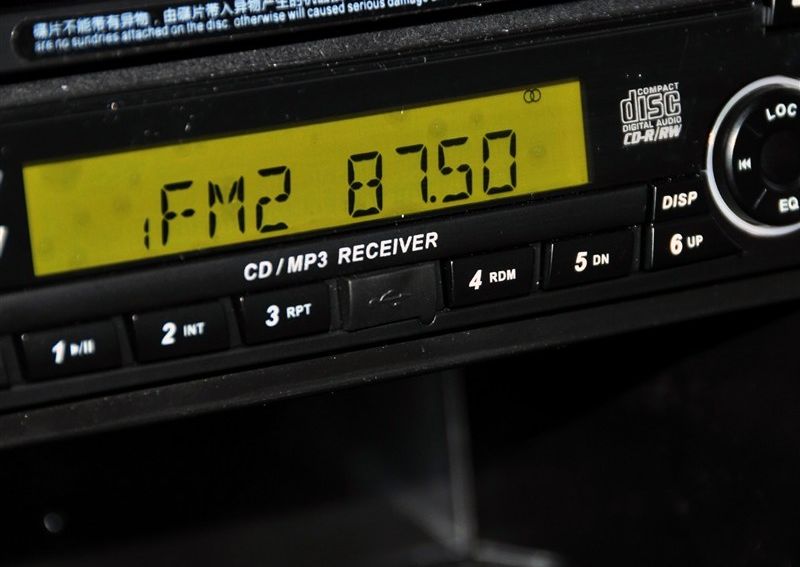 碟片不能带有异物,由碟片带入异物产生的
are no sundries attached on the disc otherwise will caused serious damage
COMPACT
disc
DIGITAL AUDIO
CD-R/RW
LOC
EQ
1FM2 87.50
CD/MP3 RECEIVER
DISP
1
2 INT
3 RPT
4 RDM
5 DN
6 UP